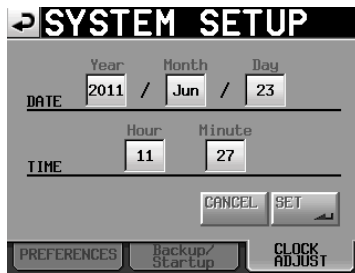 SYSTEM SETUP
Year Month Day
DATE 2011 / Jun / 23
Hour Minute
TIME 11 27
CANCEL SET
PREFERENCES Backup/ CLOCK
Startup ADJUST